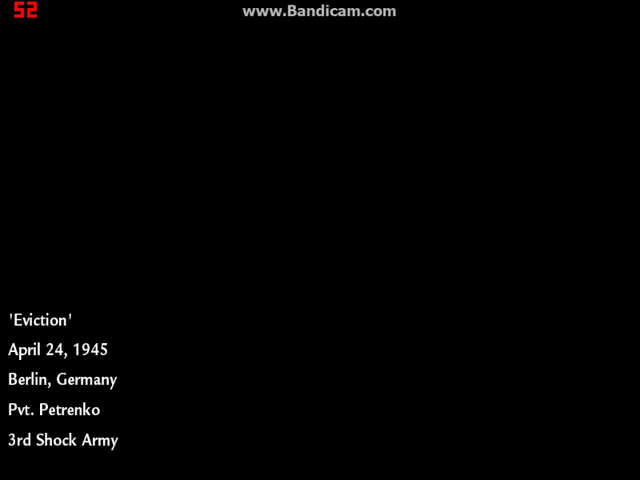 52
www.Bandicam.com
'Eviction'
April 24, 1945
Berlin, Germany
Pvt. Petrenko
3rd Shock Army